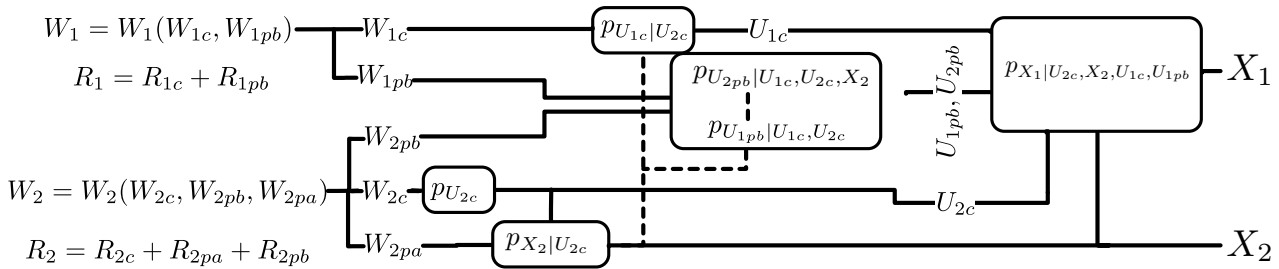 W_1 = W_1(W_{1c}, W_{1pb})
W_{1c}
p_{U_{1c}|U_{2c}}
U_{1c}
R_1 = R_{1c} + R_{1pb}
W_{1pb}
p_{U_{2pb}|U_{1c},U_{2c},X_2}
p_{U_{1pb}|U_{1c},U_{2c}}
U_{1pb}, U_{2pb}
p_{X_1|U_{2c},X_2,U_{1c},U_{1pb}}
X_1
W_{2pb}
W_2 = W_2(W_{2c}, W_{2pb}, W_{2pa})
W_{2c}
p_{U_{2c}}
U_{2c}
R_2 = R_{2c} + R_{2pa} + R_{2pb}
W_{2pa}
p_{X_2|U_{2c}}
X_2